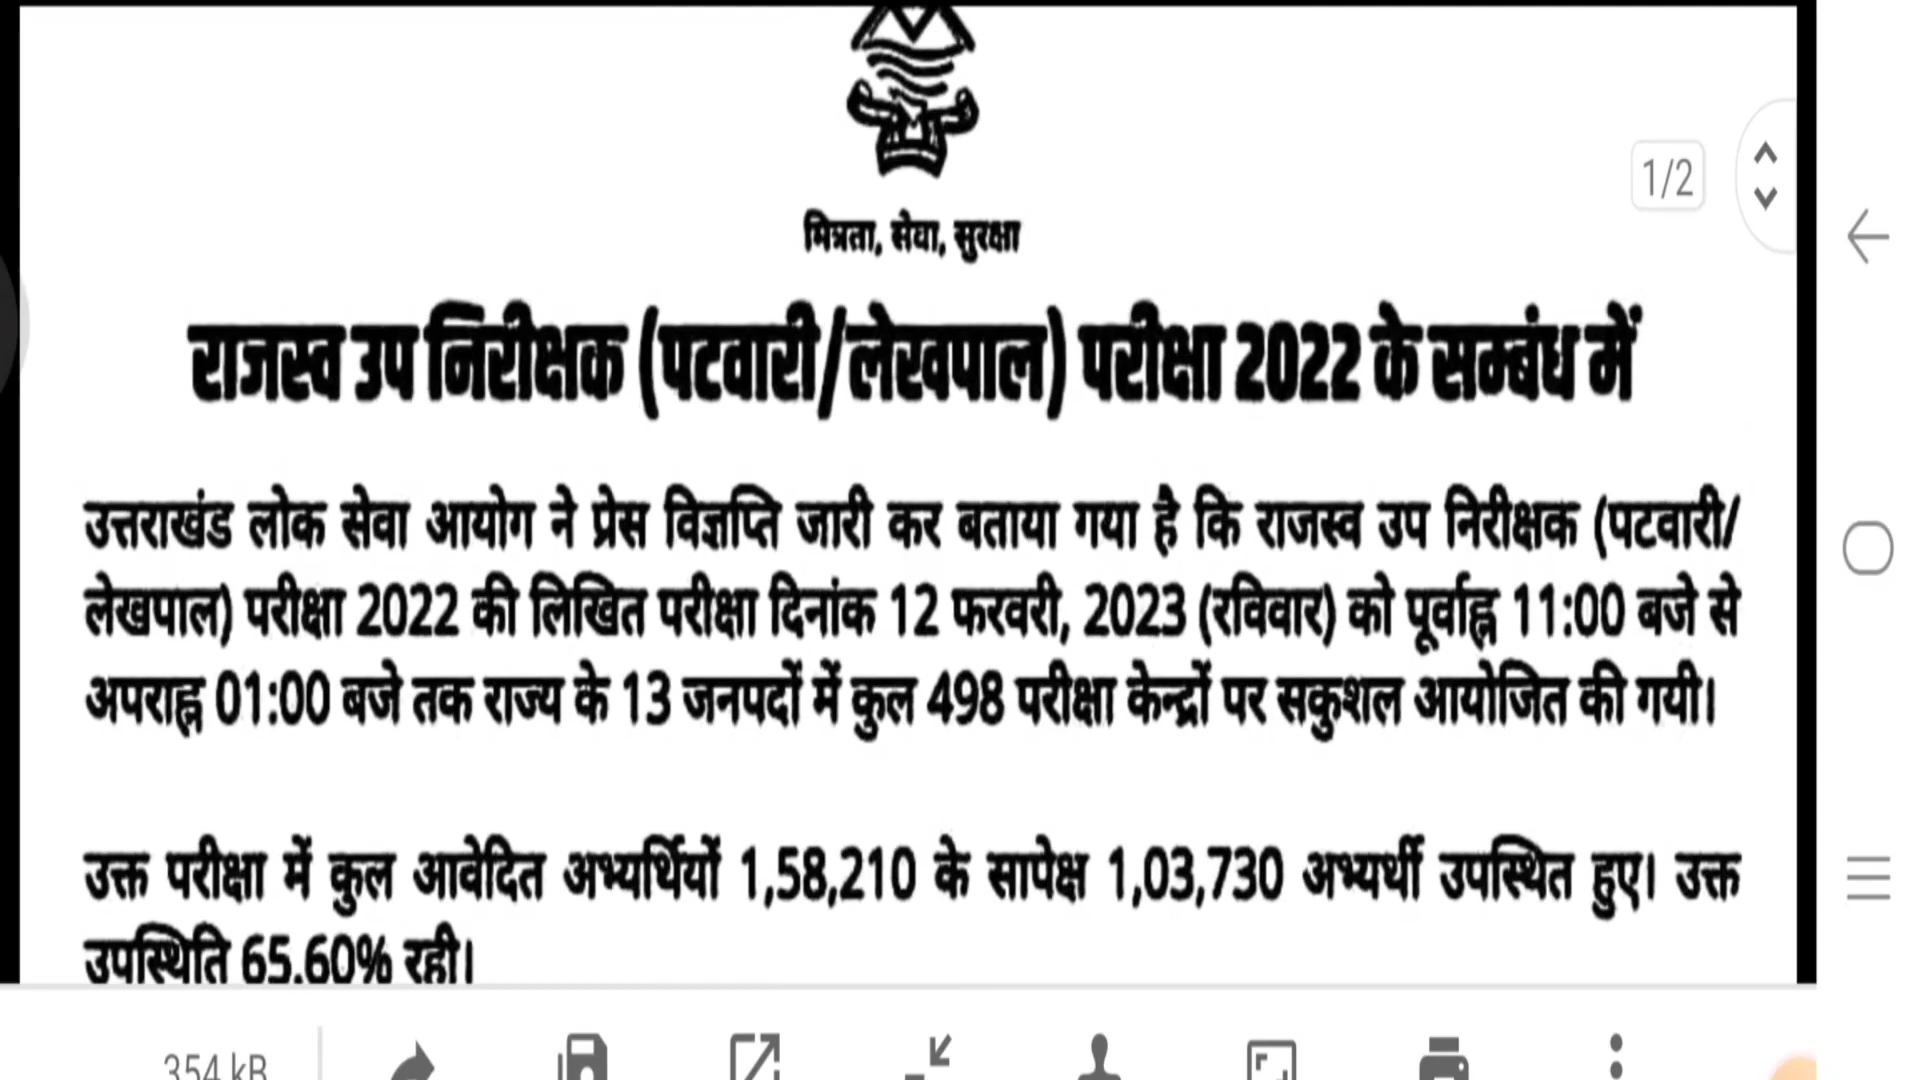 मित्रता, सेवा, सुरक्षा
1/2
राजस्व उप निरीक्षक (पटवारी/लेखपाल) परीक्षा 2022 के सम्बंध में
उत्तराखंड लोक सेवा आयोग ने प्रेस विज्ञप्ति जारी कर बताया गया है कि राजस्व उप निरीक्षक (पटवारी/
लेखपाल) परीक्षा 2022 की लिखित परीक्षा दिनांक 12 फरवरी, 2023 (रविवार) को पूर्वाह्न 11:00 बजे से
अपराह्न 01:00 बजे तक राज्य के 13 जनपदों में कुल 498 परीक्षा केन्द्रों पर सकुशल आयोजित की गयी।
उक्त परीक्षा में कुल आवेदित अभ्यर्थियों 1,58,210 के सापेक्ष 1,03,730 अभ्यर्थी उपस्थित हुए। उक्त
उपस्थिति 65.60% रही।
354 kB